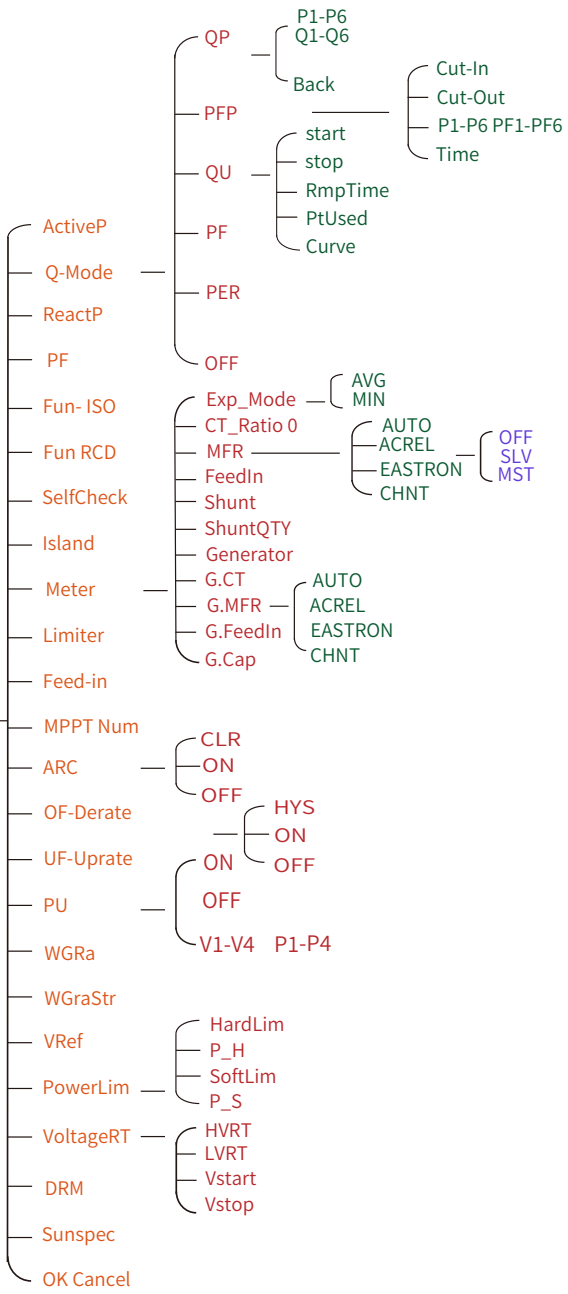 P1-P6
Q1-Q6
QP
Back
Cut-In
Cut-Out
PFP
P1-P6 PF1-PF6
Time
start
stop
QU
RmpTime
PtUsed
Curve
ActiveP
PF
Q-Mode
PER
ReactP
PF
OFF
Fun- ISO
Exp_Mode
AVG
MIN
CT_Ratio 0
AUTO
Fun RCD
MFR
ACREL
OFF
SLV
MST
FeedIn
EASTRON
SelfCheck
Shunt
CHNT
ShuntQTY
Island
Generator
Meter
G.CT
AUTO
G.MFR
ACREL
Limiter
G.FeedIn
EASTRON
G.Cap
CHNT
Feed-in
MPPT Num
CLR
ARC
ON
OFF
OF-Derate
HYS
ON
UF-Uprate
ON
OFF
PU
OFF
WGRa
V1-V4 P1-P4
WGraStr
VRef
HardLim
P_H
PowerLim
SoftLim
P_S
VoltageRT
HVRT
LVRT
DRM
Vstart
Vstop
Sunspec
OK Cancel